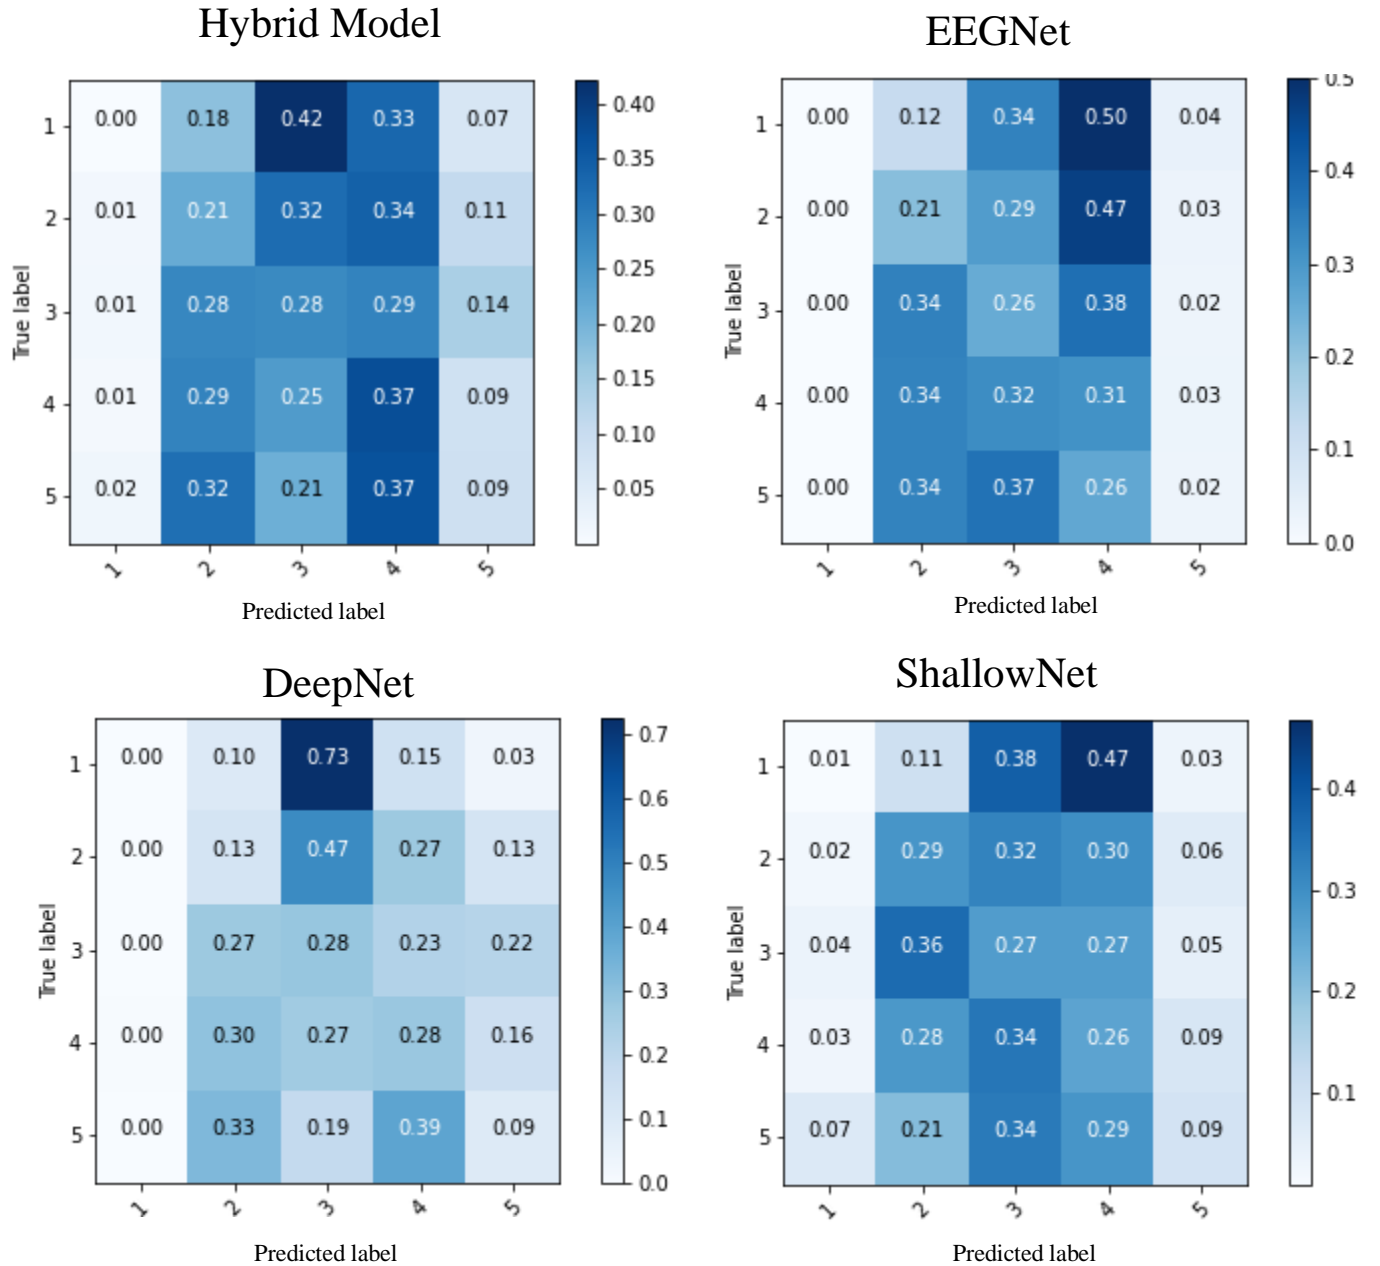 Hybrid Model
0.00 0.18 0.42 0.33 0.07
0.01 0.21 0.32 0.34 0.11
0.01 0.28 0.28 0.29 0.14
0.01 0.29 0.25 0.37 0.09
0.02 0.32 0.21 0.37 0.09
1
2
3
4
5
True label
1 2 3 4 5
Predicted label
0.40
0.35
0.30
0.25
0.20
0.15
0.10
0.05
EEGNet
0.00 0.12 0.34 0.50 0.04
0.00 0.21 0.29 0.47 0.03
0.00 0.34 0.26 0.38 0.02
0.00 0.34 0.32 0.31 0.03
0.00 0.34 0.37 0.26 0.02
1
2
3
4
5
True label
1 2 3 4 5
Predicted label
0.5
0.4
0.3
0.2
0.1
0.0
DeepNet
0.00 0.10 0.73 0.15 0.03
0.00 0.13 0.47 0.27 0.13
0.00 0.27 0.28 0.23 0.22
0.00 0.30 0.27 0.28 0.16
0.00 0.33 0.19 0.39 0.09
1
2
3
4
5
True label
1 2 3 4 5
Predicted label
0.7
0.6
0.5
0.4
0.3
0.2
0.1
0.0
ShallowNet
0.01 0.11 0.38 0.47 0.03
0.02 0.29 0.32 0.30 0.06
0.04 0.36 0.27 0.27 0.05
0.03 0.28 0.34 0.26 0.09
0.07 0.21 0.34 0.29 0.09
1
2
3
4
5
True label
1 2 3 4 5
Predicted label
0.4
0.3
0.2
0.1